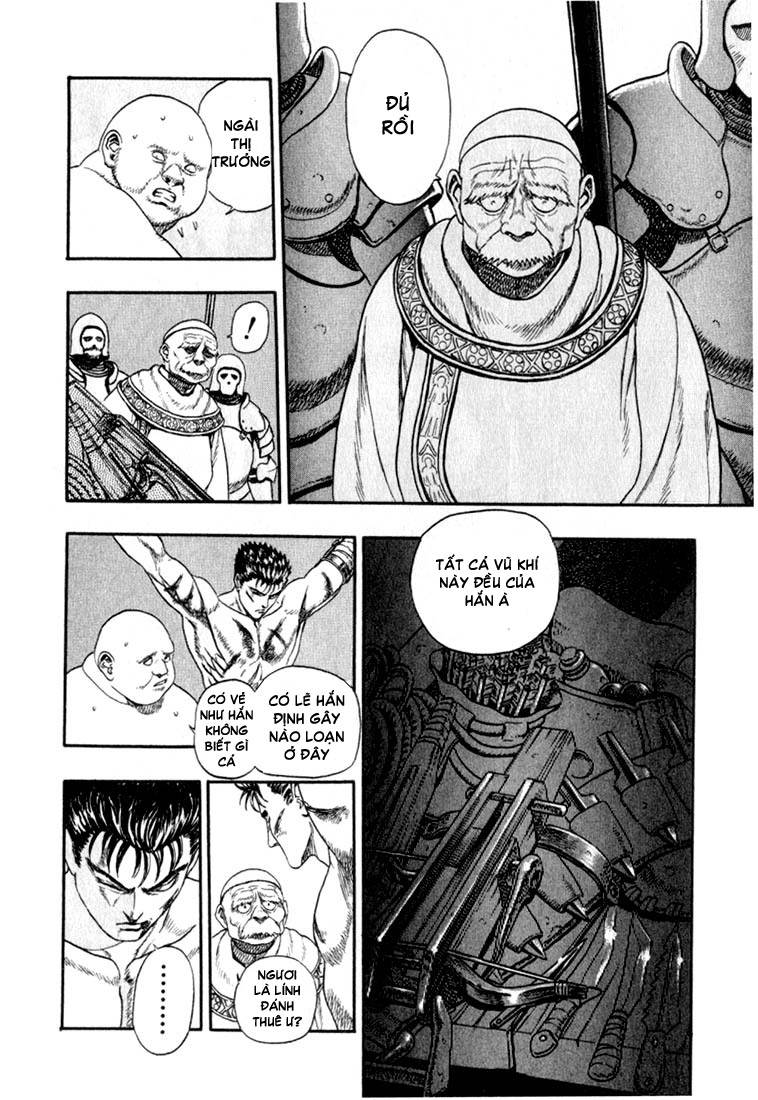 ĐỦ
RỒI
NGÀI
THỊ
TRƯỞNG
!
TẤT CẢ VŨ KHÍ
NÀY ĐỀU CỦA
HẮN À
CÓ LẼ HẮN
ĐỊNH GÂY
NÁO LOẠN
Ở ĐÂY
CÓ VẺ
NHƯ HẮN
KHÔNG
BIẾT GÌ
CẢ
NGƯƠI
LÀ LÍNH
ĐÁNH
THUÊ Ư?
........